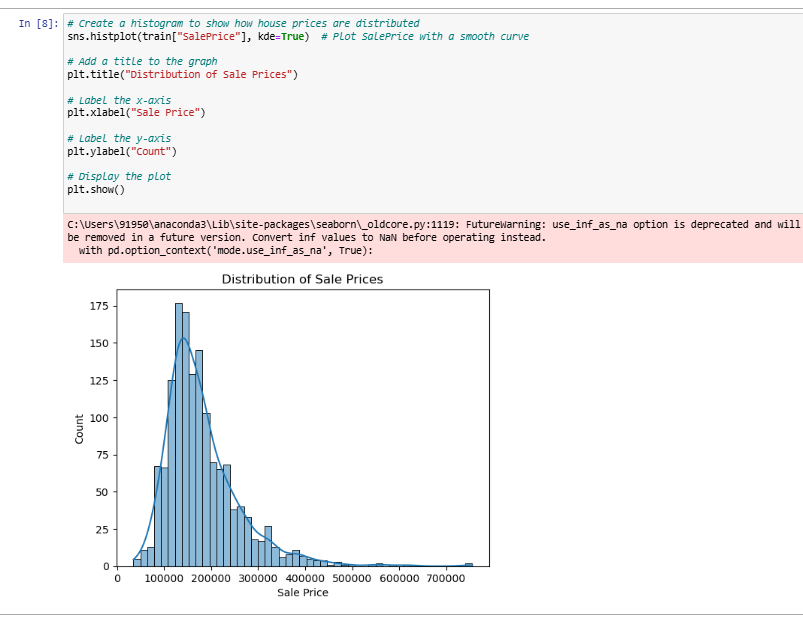 In [8]: # Create a histogram to show how house prices are distributed
sns.histplot(train["SalePrice"], kde=True)  # Plot SalePrice with a smooth curve
# Add a title to the graph
plt.title("Distribution of Sale Prices")
# Label the x-axis
plt.xlabel("Sale Price")
# Label the y-axis
plt.ylabel("Count")
# Display the plot
plt.show()
C:\Users\91950\anaconda3\Lib\site-packages\seaborn\_oldcore.py:1119: FutureWarning: use_inf_as_na option is deprecated and will
be removed in a future version. Convert inf values to NaN before operating instead.
  with pd.option_context('mode.use_inf_as_na', True):
Distribution of Sale Prices
175
150
125
100
75
50
25
0
Count
0 100000 200000 300000 400000 500000 600000 700000
Sale Price